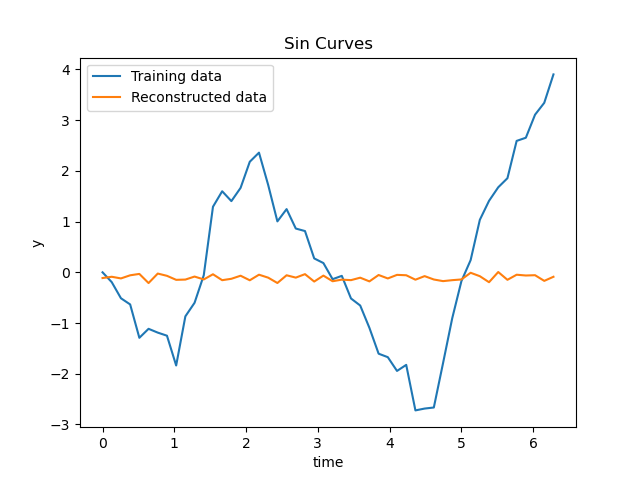 Sin Curves
Training data
Reconstructed data
4
3
2
1
0
−1
−2
−3
y
0 1 2 3 4 5 6
time